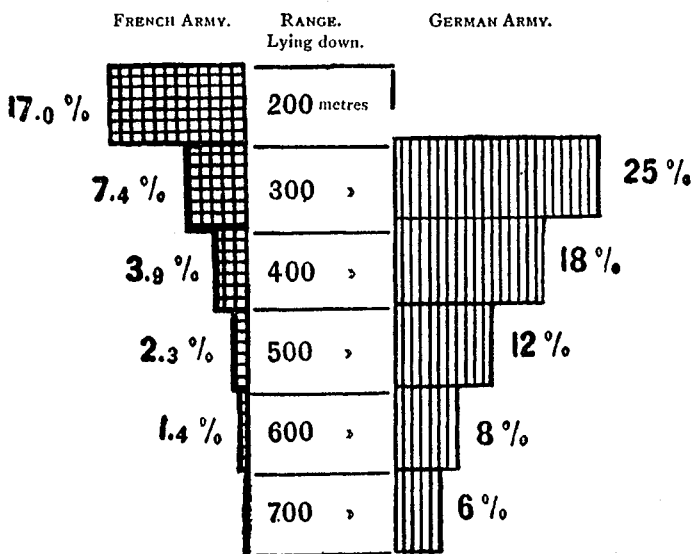 FRENCH ARMY. RANGE. GERMAN ARMY.
Lying down.
17.0 % 200 metres
7.4 % 300 » 25 %
3.9 % 400 » 18 %
2.3 % 500 » 12 %
1.4 % 600 » 8 %
700 » 6 %